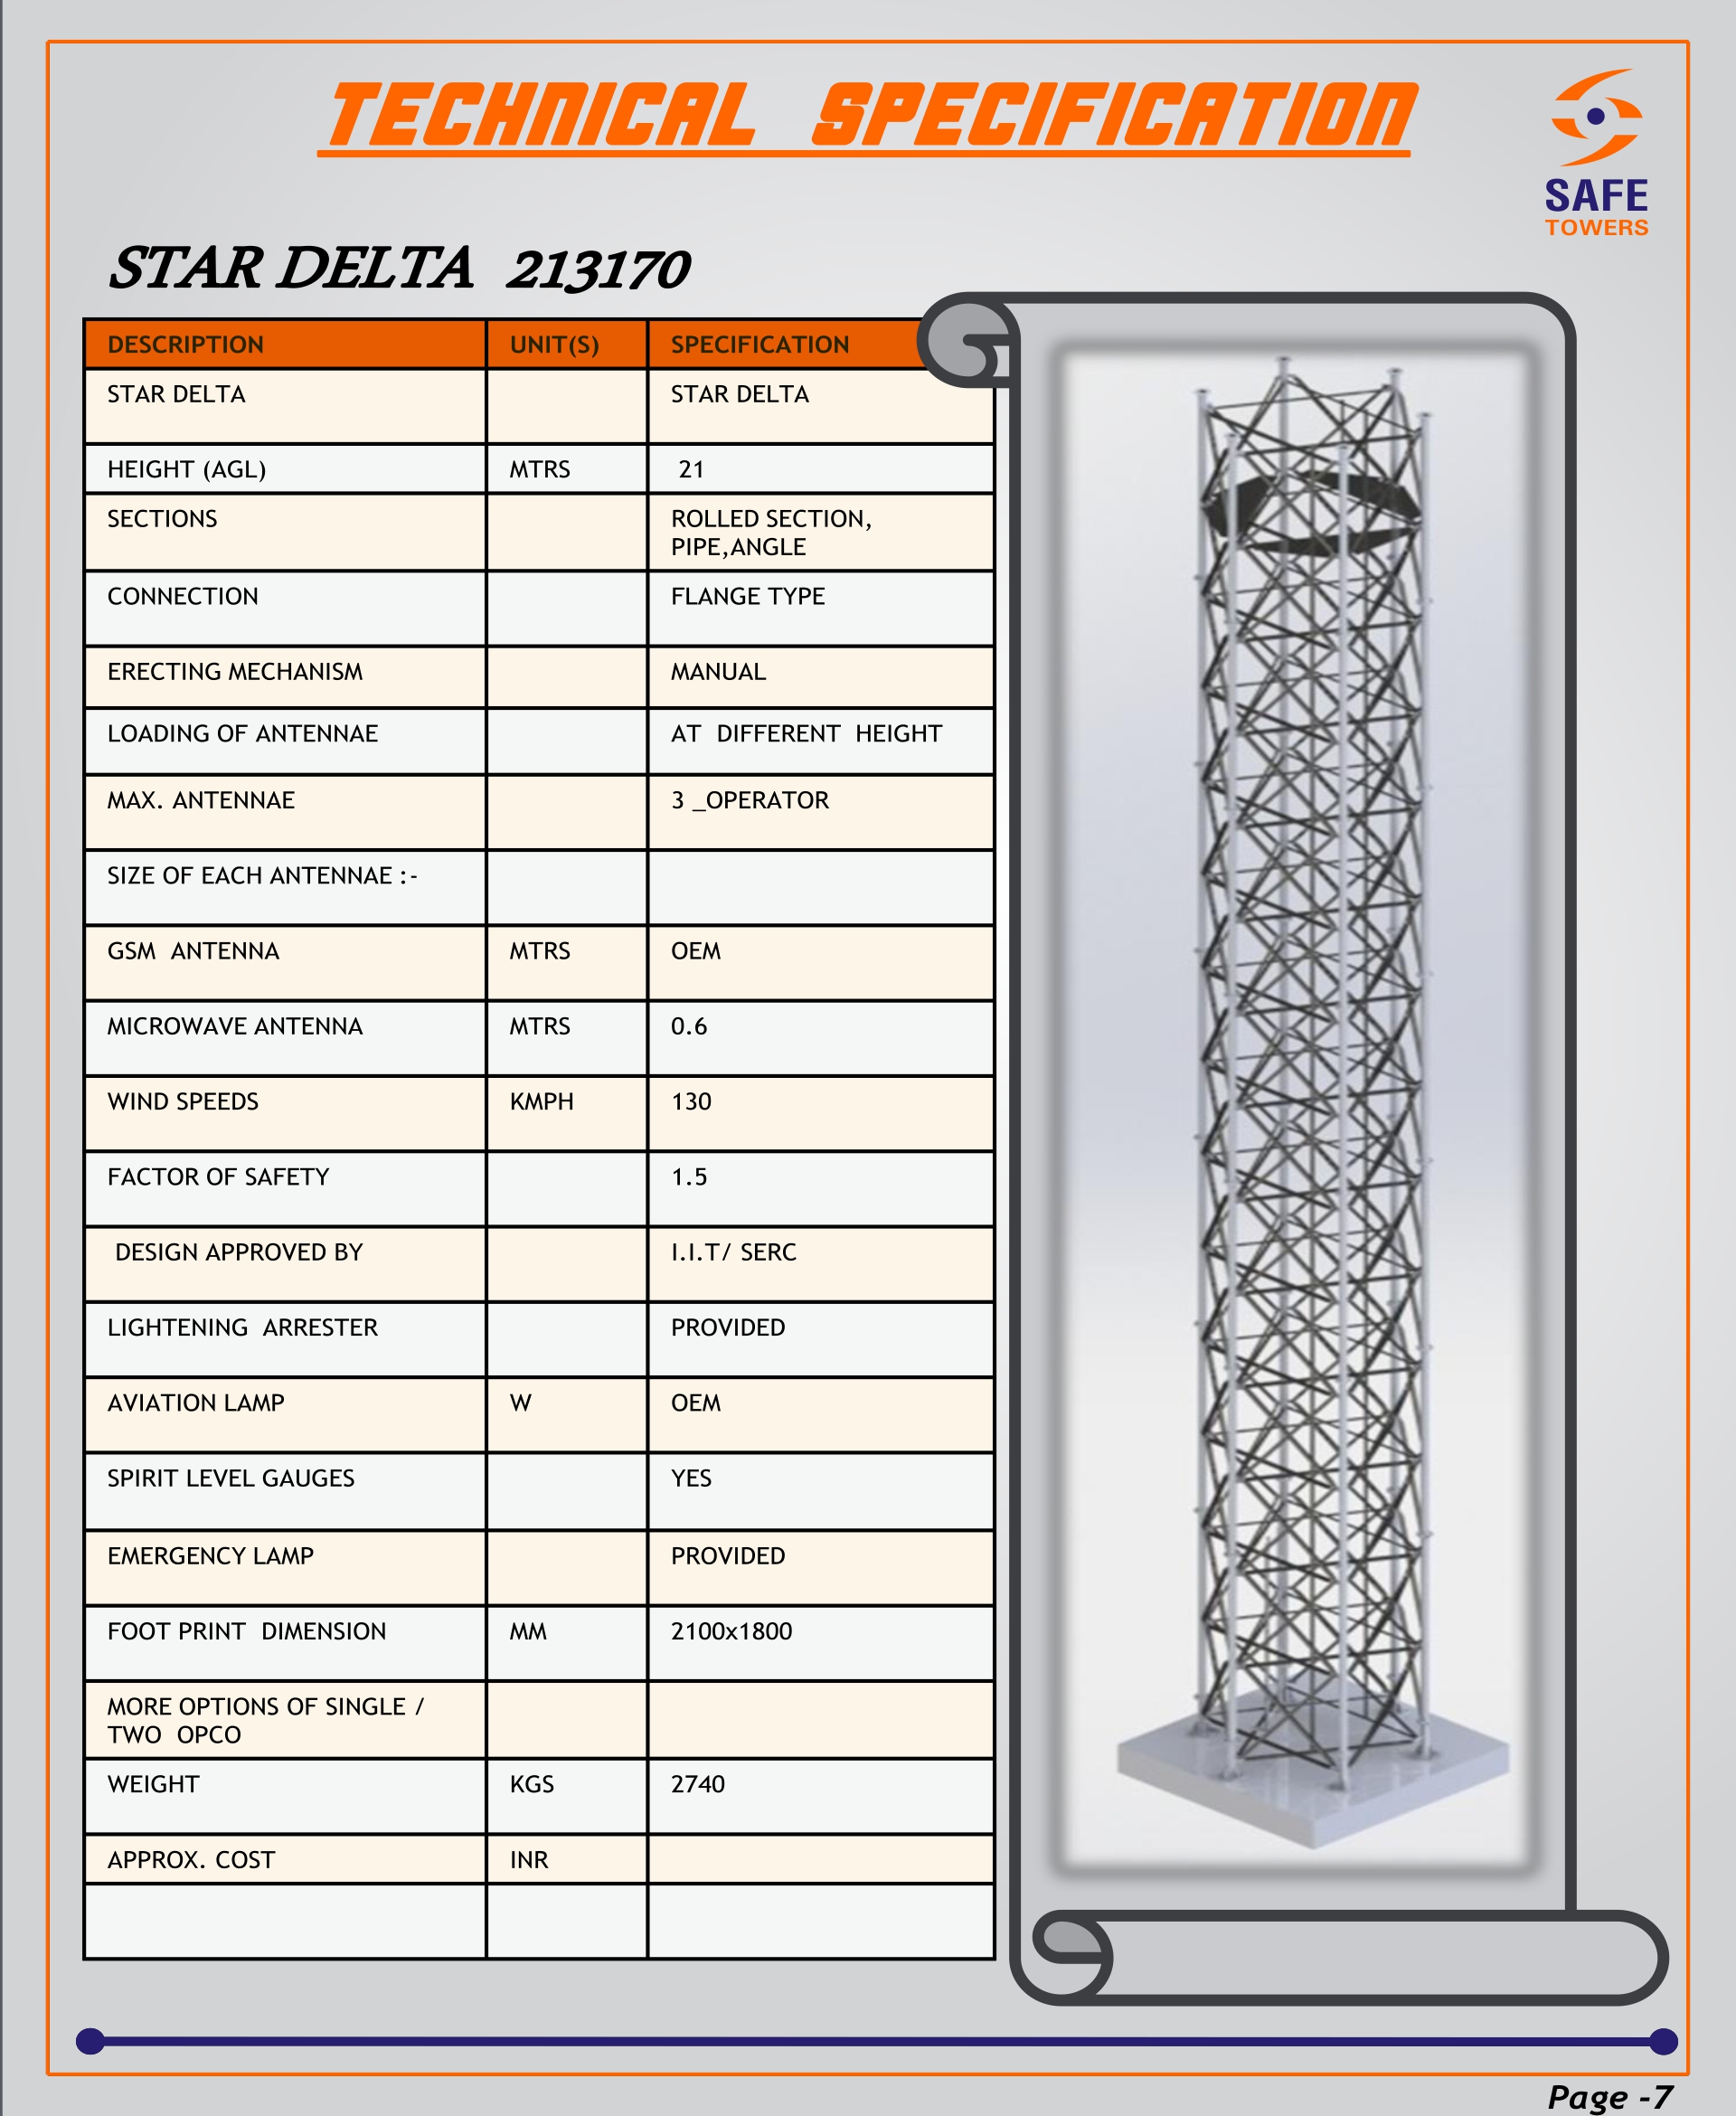 TECHNICAL SPECIFICATION
SAFE
TOWERS
STAR DELTA 213170
DESCRIPTION UNIT(S) SPECIFICATION
STAR DELTA STAR DELTA
HEIGHT (AGL) MTRS 21
SECTIONS ROLLED SECTION,
PIPE,ANGLE
CONNECTION FLANGE TYPE
ERECTING MECHANISM MANUAL
LOADING OF ANTENNAE AT DIFFERENT HEIGHT
MAX. ANTENNAE 3 _OPERATOR
SIZE OF EACH ANTENNAE :-
GSM ANTENNA MTRS OEM
MICROWAVE ANTENNA MTRS 0.6
WIND SPEEDS KMPH 130
FACTOR OF SAFETY 1.5
DESIGN APPROVED BY I.I.T/ SERC
LIGHTENING ARRESTER PROVIDED
AVIATION LAMP W OEM
SPIRIT LEVEL GAUGES YES
EMERGENCY LAMP PROVIDED
FOOT PRINT DIMENSION MM 2100x1800
MORE OPTIONS OF SINGLE /
TWO OPCO
WEIGHT KGS 2740
APPROX. COST INR
Page -7